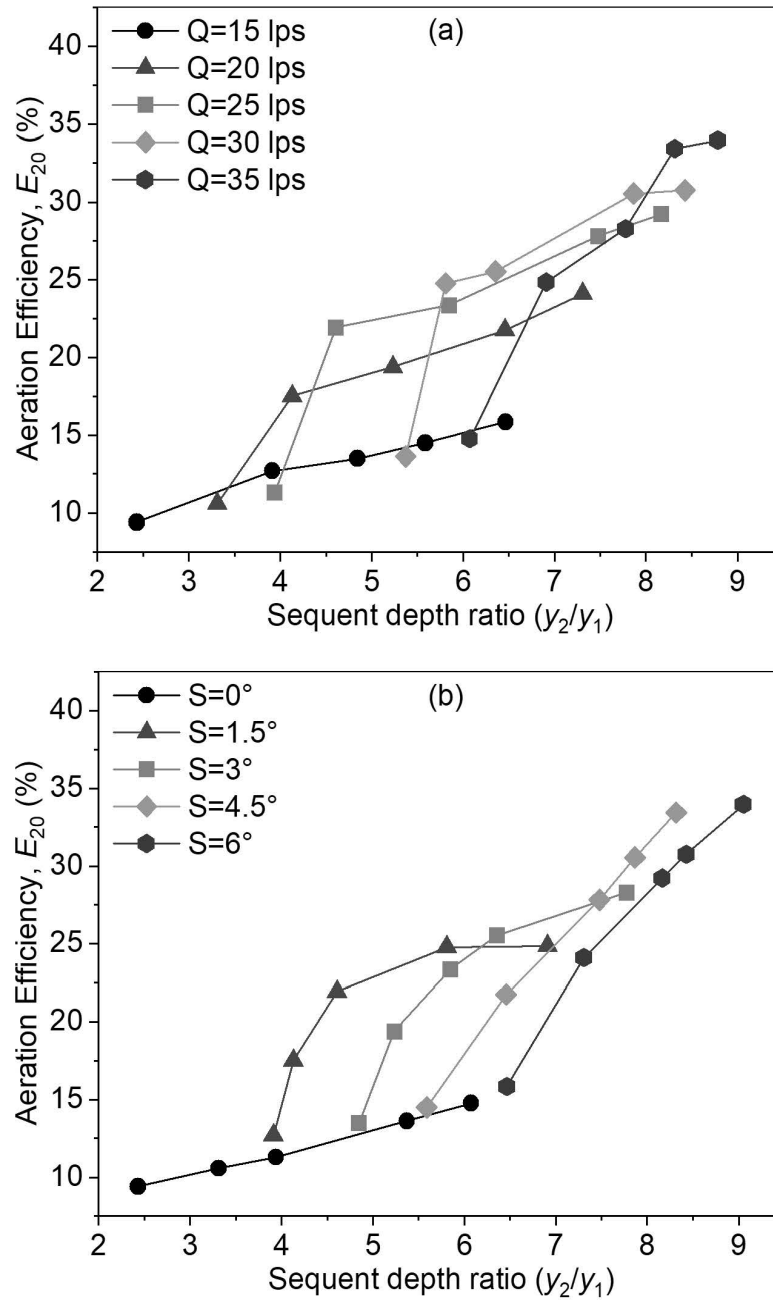 (a)
Q=15 lps
Q=20 lps
Q=25 lps
Q=30 lps
Q=35 lps
Aeration Efficiency, E20 (%)
40
35
30
25
20
15
10
2 3 4 5 6 7 8 9
Sequent depth ratio (y2/y1)
(b)
S=0°
S=1.5°
S=3°
S=4.5°
S=6°
Aeration Efficiency, E20 (%)
40
35
30
25
20
15
10
2 3 4 5 6 7 8 9
Sequent depth ratio (y2/y1)